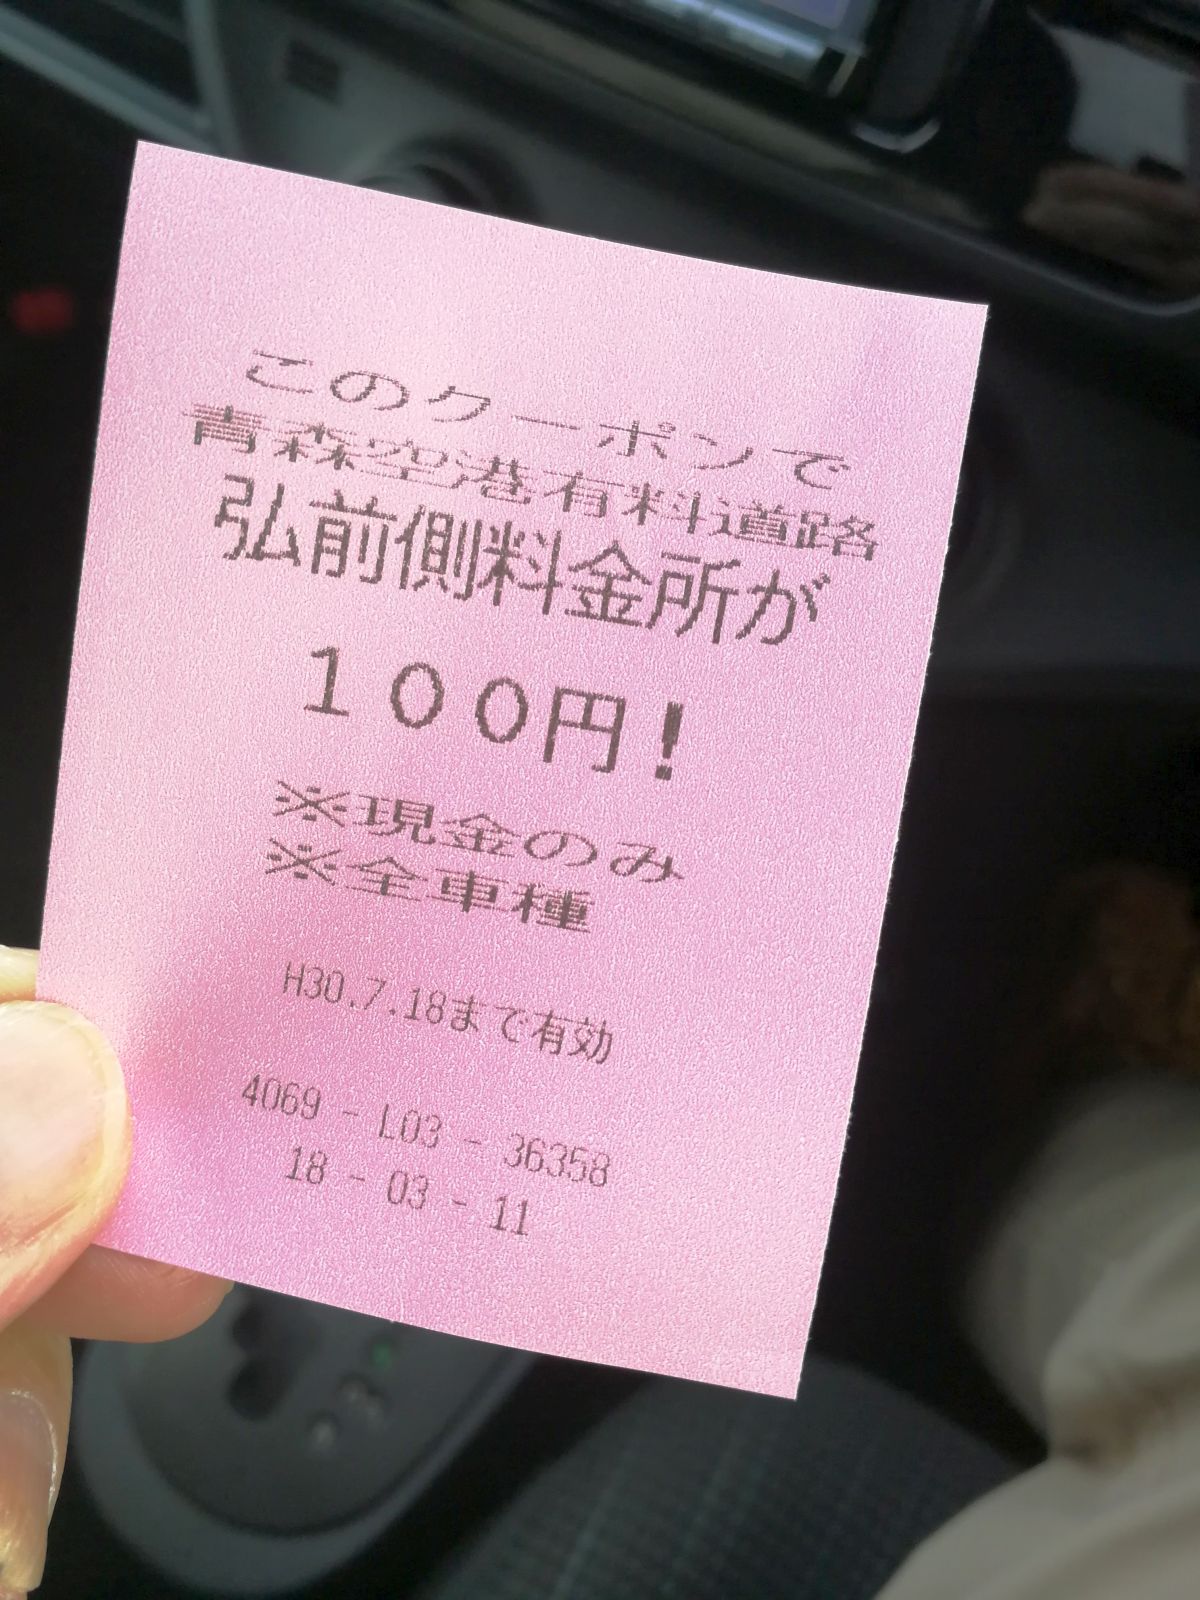 このクーポンで
青森空港有料道路
弘前側料金所が
１００円！
※現金のみ
※全車種
H30.7.18まで有効
4069 - L03 - 36358
18 - 03 - 11